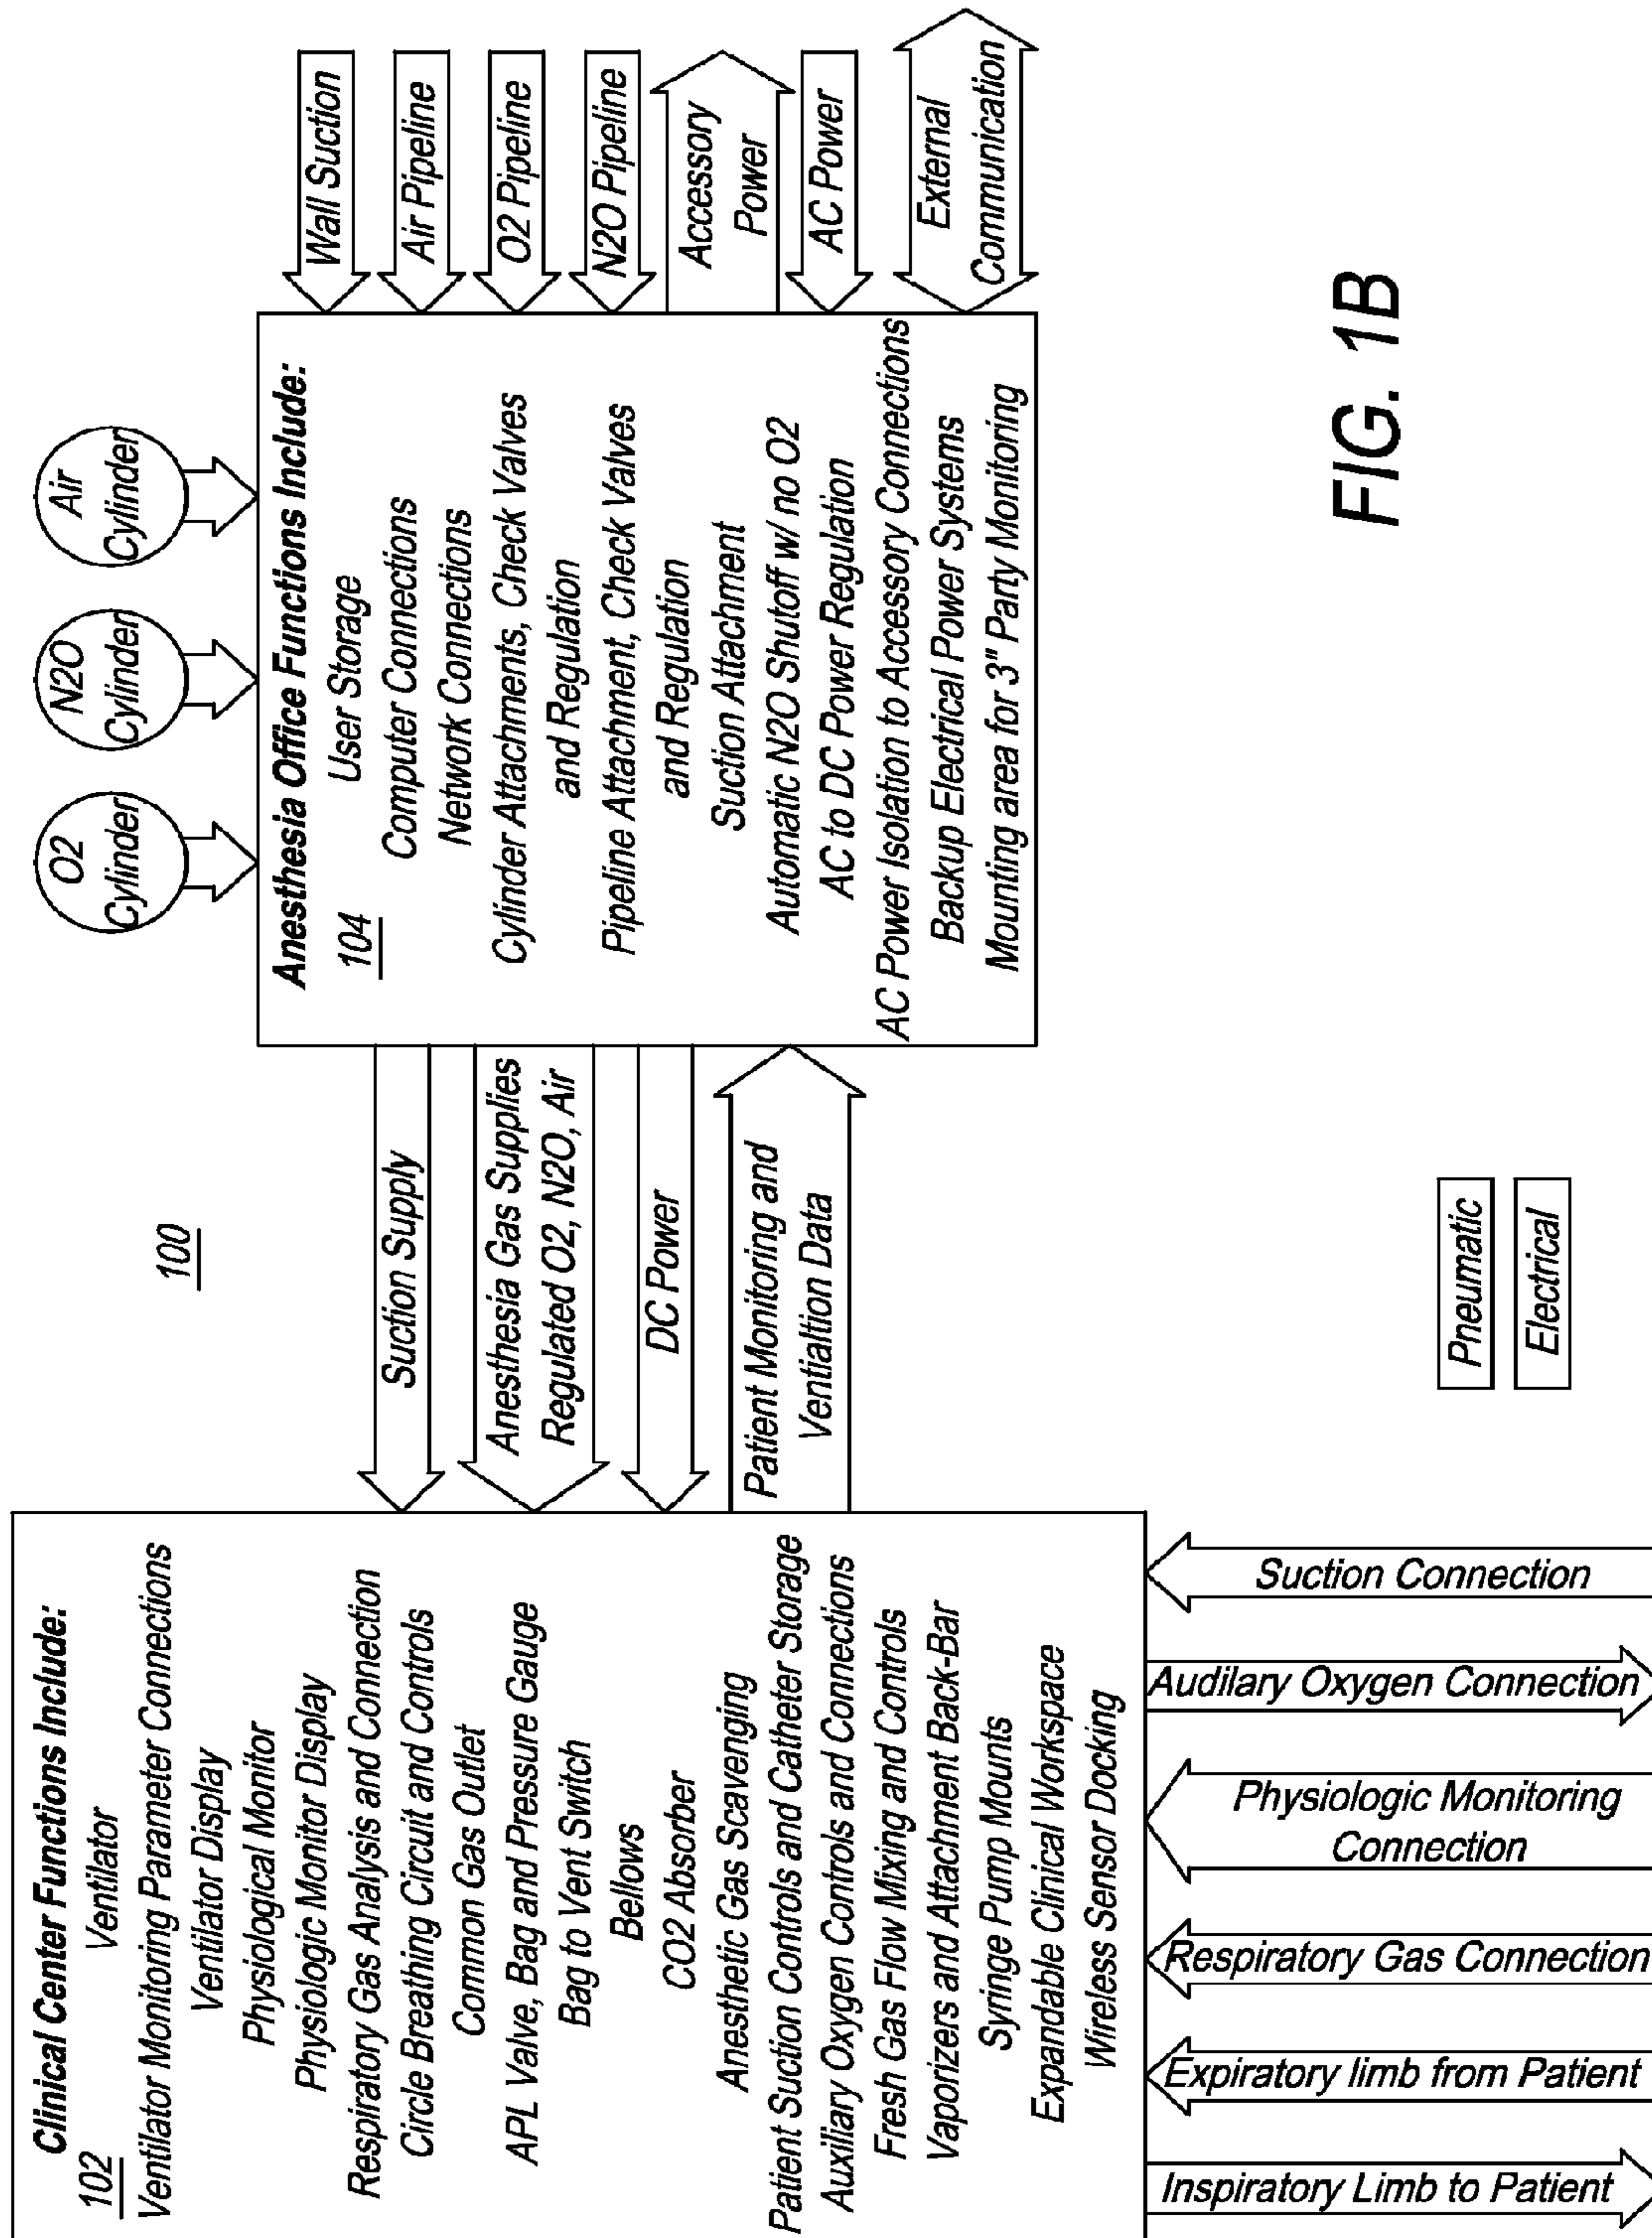 100
Clinical Center Functions Include:
102
Ventilator
Ventilator Monitoring Parameter Connections
Ventilator Display
Physiological Monitor
Physiologic Monitor Display
Respiratory Gas Analysis and Connection
Circle Breathing Circuit and Controls
Common Gas Outlet
APL Valve, Bag and Pressure Gauge
Bag to Vent Switch
Bellows
CO2 Absorber
Anesthetic Gas Scavenging
Patient Suction Controls and Catheter Storage
Auxiliary Oxygen Controls and Connections
Fresh Gas Flow Mixing and Controls
Vaporizers and Attachment Back-Bar
Syringe Pump Mounts
Expandable Clinical Workspace
Wireless Sensor Docking
Suction Supply
Anesthesia Gas Supplies
Regulated O2, N2O, Air
DC Power
Patient Monitoring and
Ventialtion Data
O2
Cylinder
N2O
Cylinden
Air
Cylinder
Anesthesia Office Functions Include:
104
User Storage
Computer Connections
Network Connections
Cylinder Attachments, Check Valves
and Regulation
Pipeline Attachment, Check Valves
and Regulation
Suction Attachment
Automatic N2O Shutoff w/ no O2
AC to DC Power Regulation
AC Power Isolation to Accessory Connections
Backup Electrical Power Systems
Mounting area for 3" Party Monitoring
Wall Suction
Air Pipeline
O2 Pipeline
N2O Pipeline
Accessory
Power
AC Power
External
Communication
Inspiratory Limb to Patient
Expiratory limb from Patient
Respiratory Gas Connection
Physiologic Monitoring
Connection
Audilary Oxygen Connection
Suction Connection
Pneumatic
Electrical
FIG. 1B